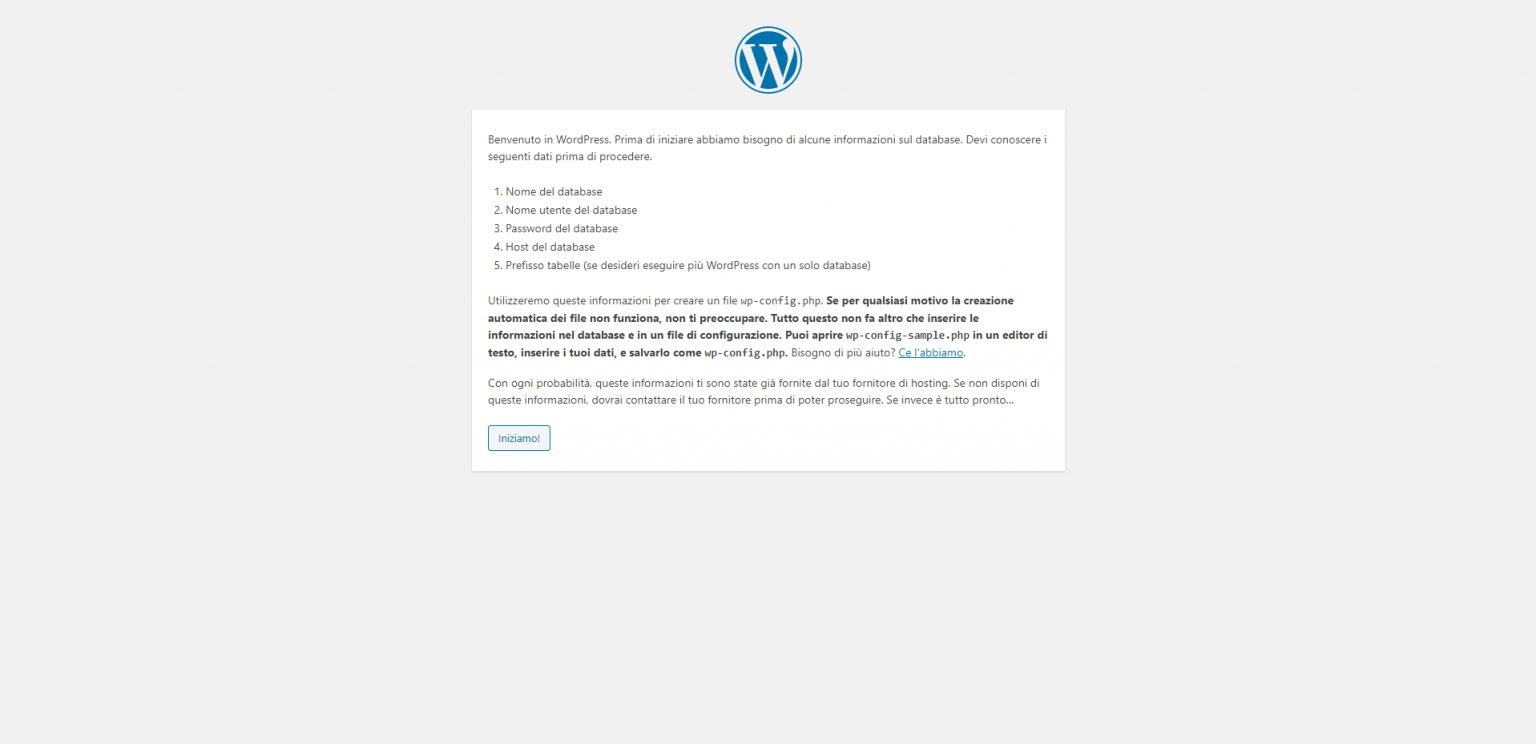 Benvenuto in WordPress. Prima di iniziare abbiamo bisogno di alcune informazioni sul database. Devi conoscere i
seguenti dati prima di procedere.
1. Nome del database
2. Nome utente del database
3. Password del database
4. Host del database
5. Prefisso tabelle (se desideri eseguire più WordPress con un solo database)
Utilizzeremo queste informazioni per creare un file wp-config.php. Se per qualsiasi motivo la creazione
automatica dei file non funziona, non ti preoccupare. Tutto questo non fa altro che inserire le
informazioni nel database e in un file di configurazione. Puoi aprire wp-config-sample.php in un editor di
testo, inserire i tuoi dati, e salvarlo come wp-config.php. Bisogno di più aiuto? Ce l'abbiamo.
Con ogni probabilità, queste informazioni ti sono state già fornite dal tuo fornitore di hosting. Se non disponi di
queste informazioni, dovrai contattare il tuo fornitore prima di poter proseguire. Se invece è tutto pronto…
Iniziamo!